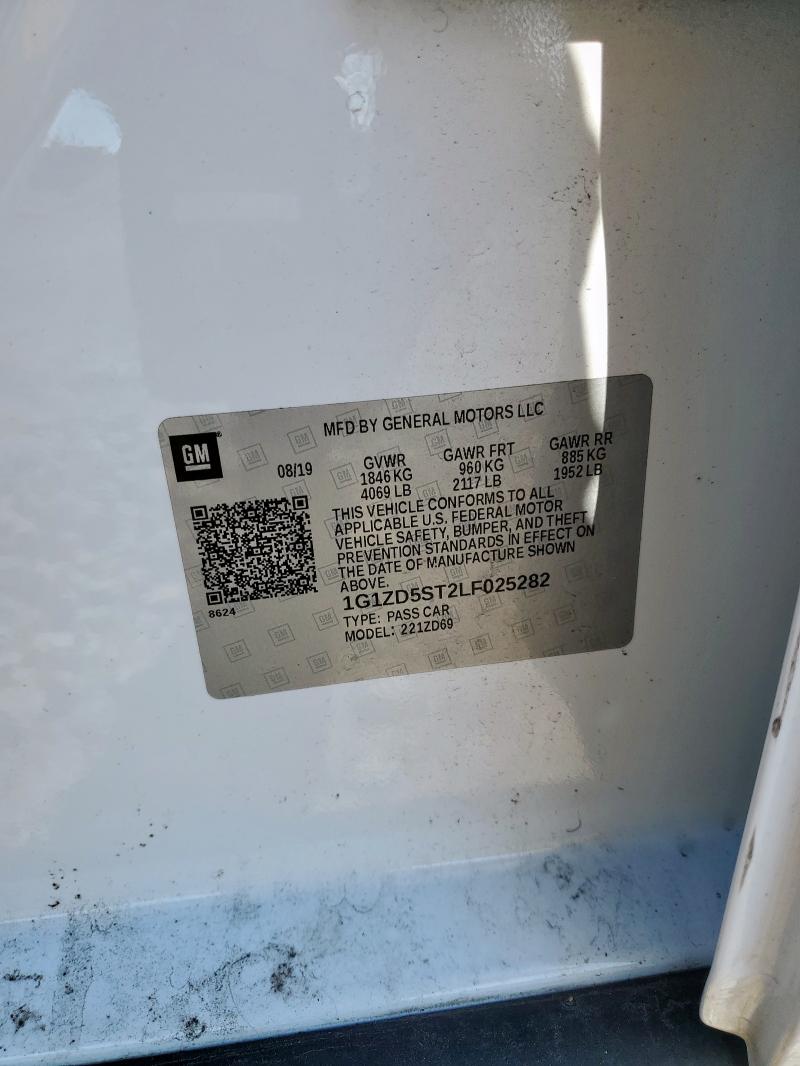 MFD BY GENERAL MOTORS LLC
GM
08/19
GVWR
1846 KG
4069 LB
GAWR FRT
960 KG
2117 LB
GAWR RR
885 KG
1952 LB
THIS VEHICLE CONFORMS TO ALL
APPLICABLE U.S. FEDERAL MOTOR
VEHICLE SAFETY, BUMPER, AND THEFT
PREVENTION STANDARDS IN EFFECT ON
THE DATE OF MANUFACTURE SHOWN
ABOVE.
8624
1G1ZD5ST2LF025282
TYPE: PASS CAR
MODEL: 221ZD69